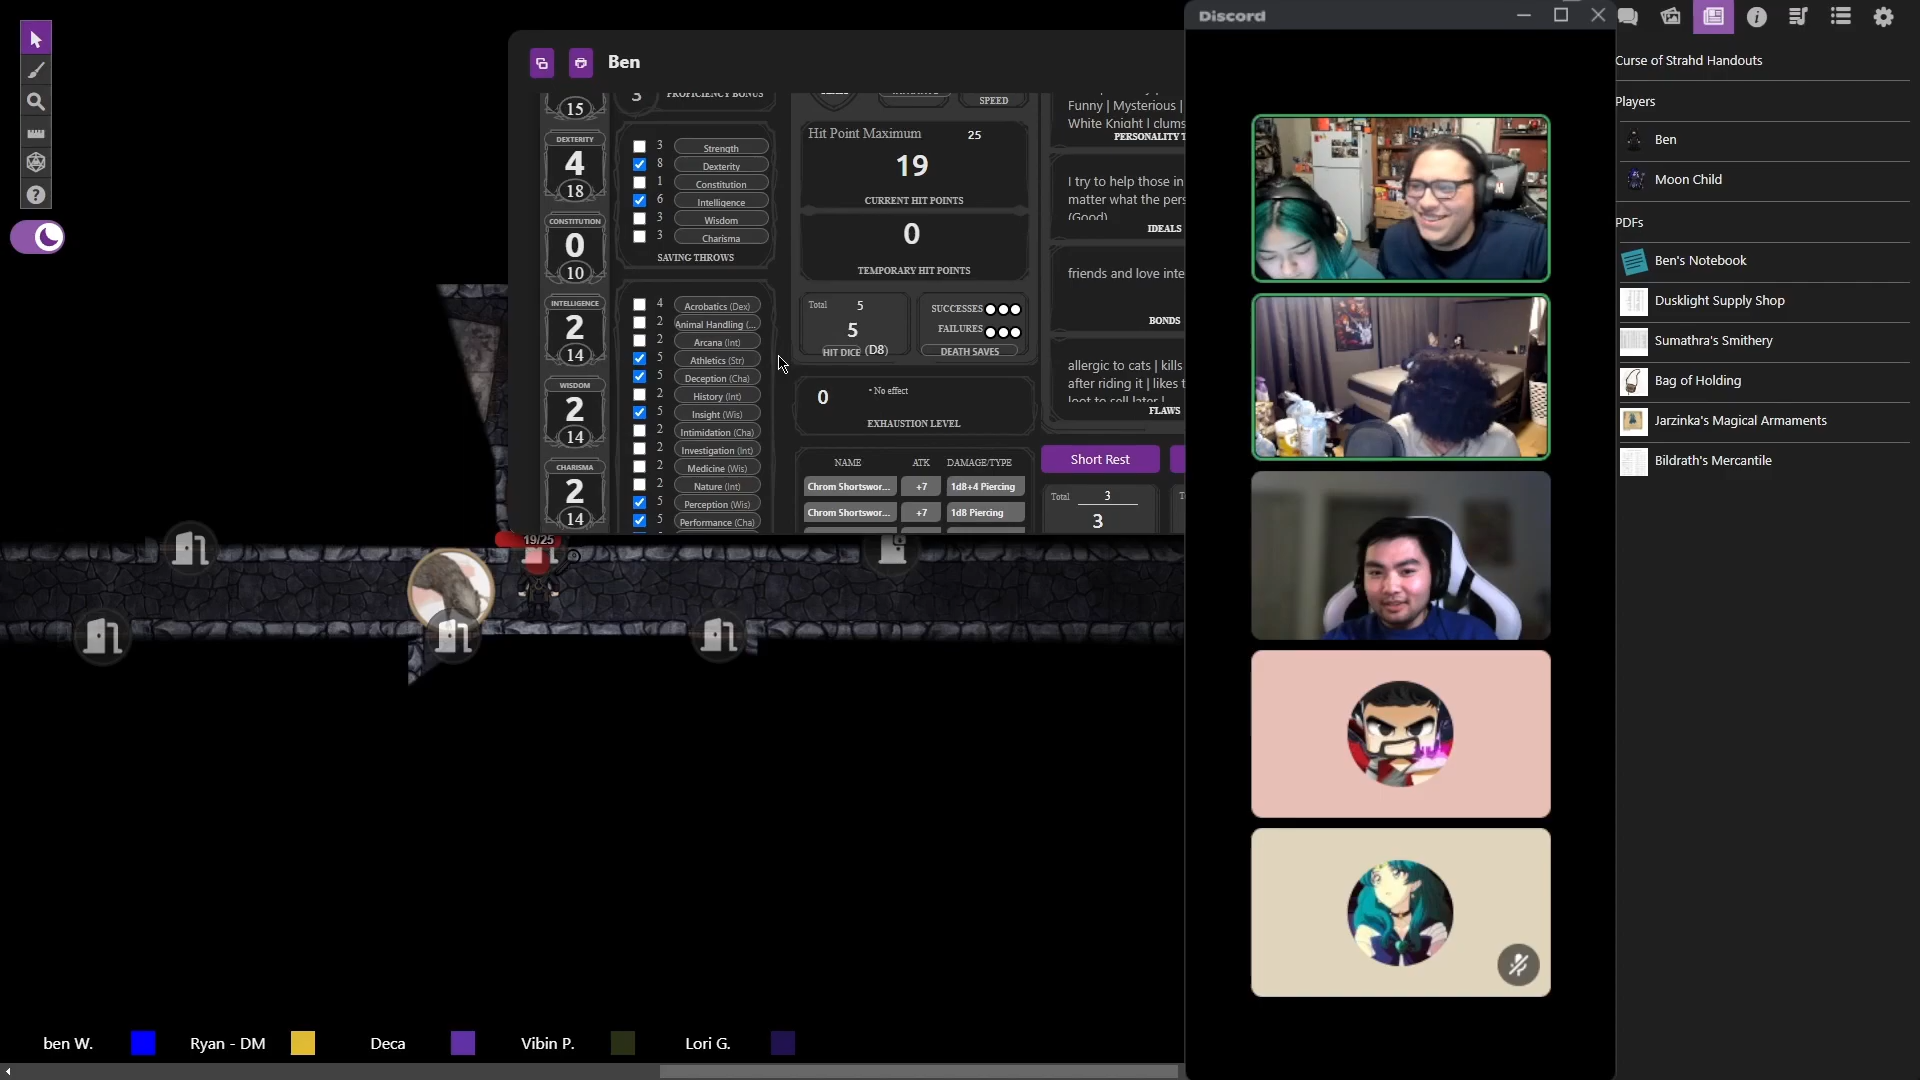 Discord
Ben
15
3
PROFICIENCY BONUS
DEXTERITY
4
18
CONSTITUTION
0
10
INTELLIGENCE
2
14
WISDOM
2
14
CHARISMA
2
14
3 Strength
8 Dexterity
1 Constitution
6 Intelligence
3 Wisdom
3 Charisma
SAVING THROWS
4 Acrobatics (Dex)
2 Animal Handling (...
2 Arcana (Int)
5 Athletics (Str)
5 Deception (Cha)
2 History (Int)
5 Insight (Wis)
2 Intimidation (Cha)
2 Investigation (Int)
2 Medicine (Wis)
2 Nature (Int)
5 Perception (Wis)
5 Performance (Cha)
SPEED
Hit Point Maximum 25
19
CURRENT HIT POINTS
0
TEMPORARY HIT POINTS
Total 5
5
HIT DICE (D8)
SUCCESSES
FAILURES
DEATH SAVES
0
• No effect
EXHAUSTION LEVEL
NAME ATK DAMAGE/TYPE
Chrom Shortswor... +7 1d8+4 Piercing
Chrom Shortswor... +7 1d8 Piercing
Funny | Mysterious |
White Knight l clums
PERSONALITY T
I try to help those in
matter what the pers
(Good)
IDEALS
friends and love inte
BONDS
allergic to cats | kills
after riding it | likes t
loot to sell later |
FLAWS
Short Rest
Total 3
3
19/25
Curse of Strahd Handouts
Players
Ben
Moon Child
PDFs
Ben's Notebook
Dusklight Supply Shop
Sumathra's Smithery
Bag of Holding
Jarzinka's Magical Armaments
Bildrath's Mercantile
ben W.
Ryan - DM
Deca
Vibin P.
Lori G.